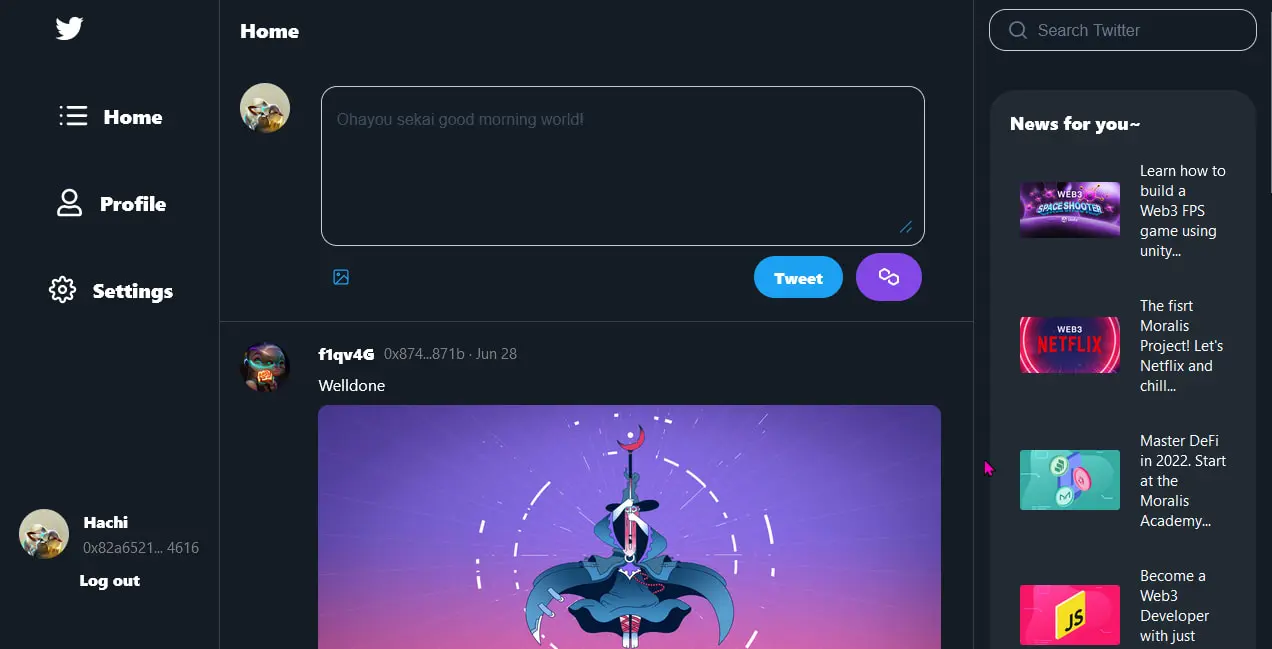 Home
Profile
Settings
Hachi
0x82a6521... 4616
Log out
Home
Ohayou sekai good morning world!
Tweet
f1qv4G 0x874...871b · Jun 28
Welldone
Search Twitter
News for you~
WEB3
SPACE SHOOTER
Learn how to
build a
Web3 FPS
game using
unity...
WEB3
NETFLIX
The fisrt
Moralis
Project! Let's
Netflix and
chill...
Master DeFi
in 2022. Start
at the
Moralis
Academy...
JS
Become a
Web3
Developer
with just